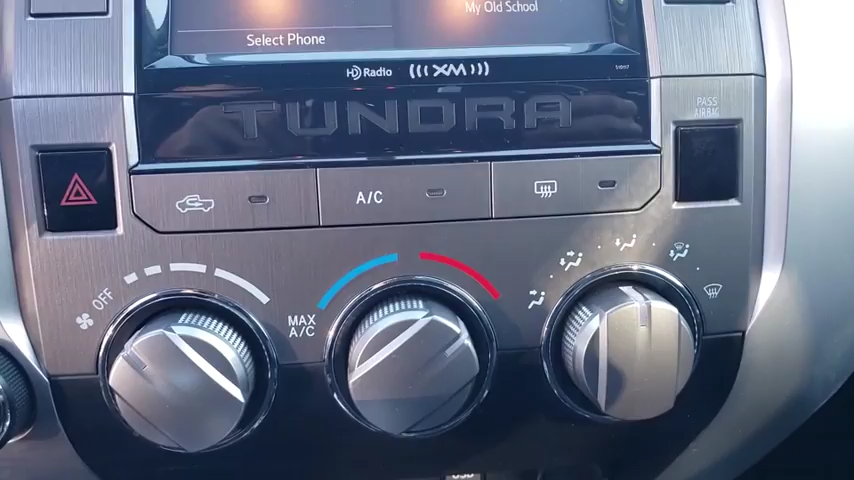 My Old School
Select Phone
HD Radio ((( XM )))
TUNDRA
PASS
AIRBAG
A/C
OFF
MAX
A/C